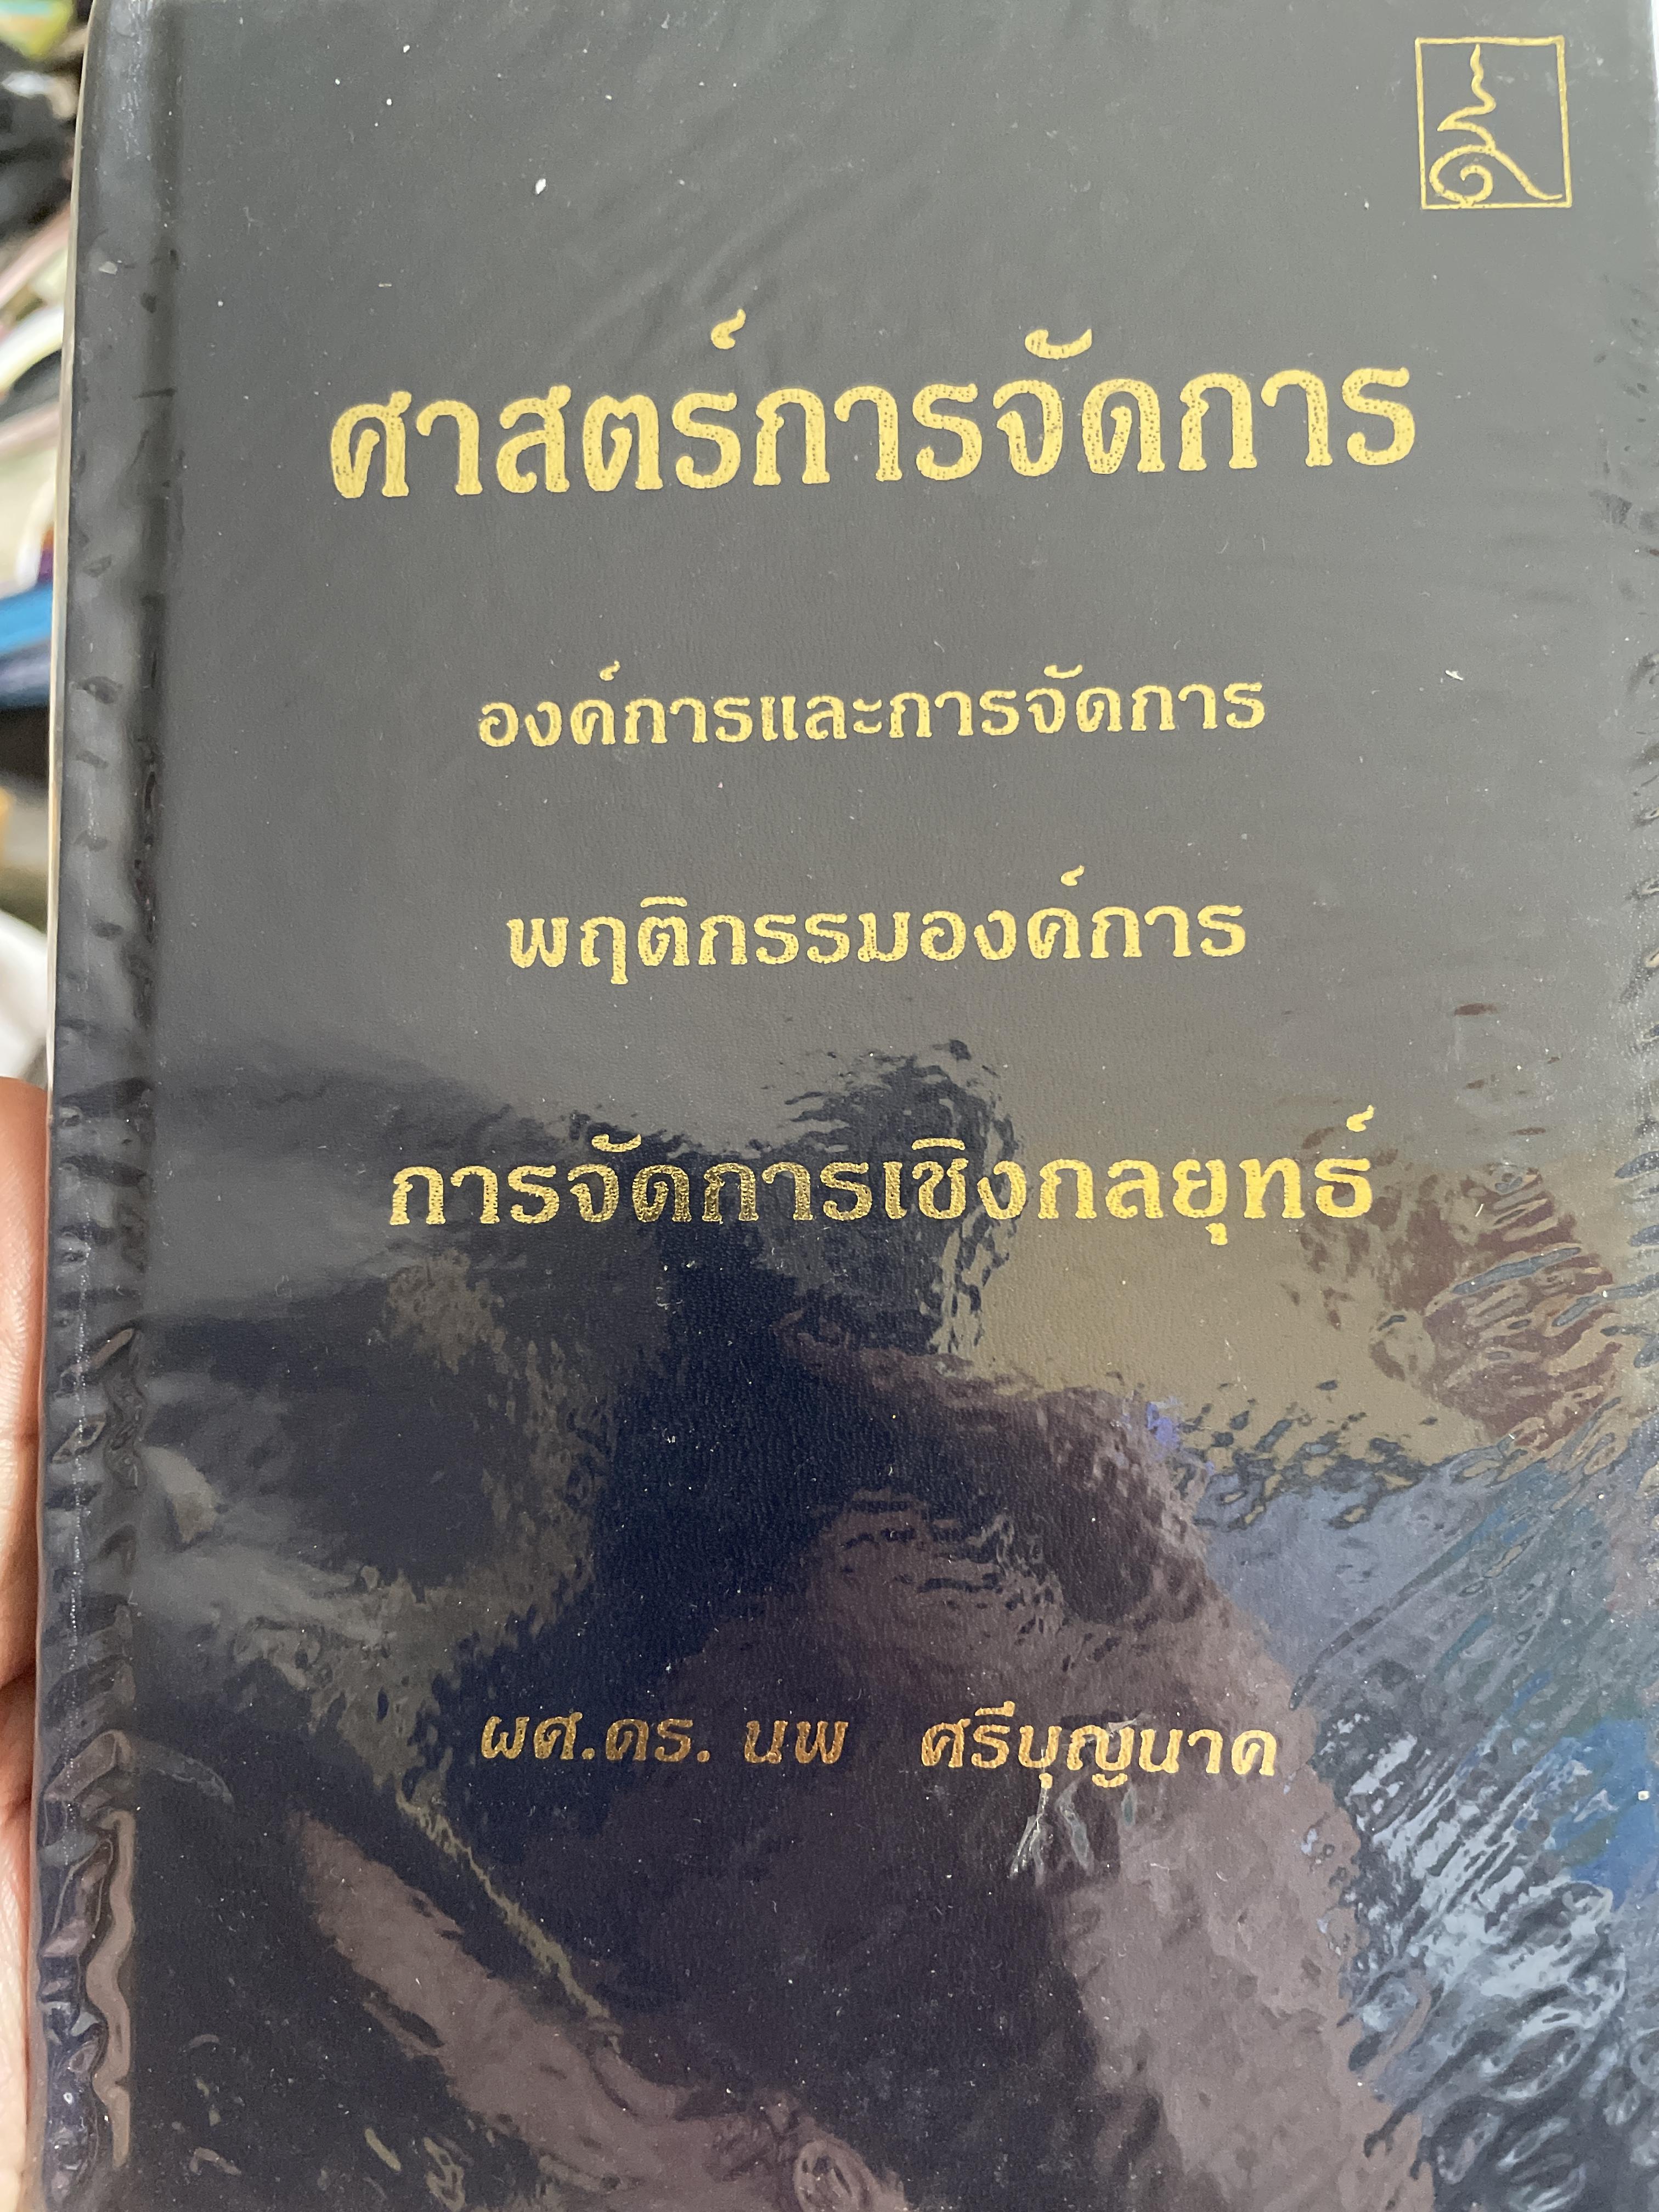 ศาสตร์การจัดการ
องค์การและการจัดการ
พฤติกรรมองค์การ
การจัดการเชิงกลยุทธ์
ผศ.ดร. นพ ศรีบุญนาค